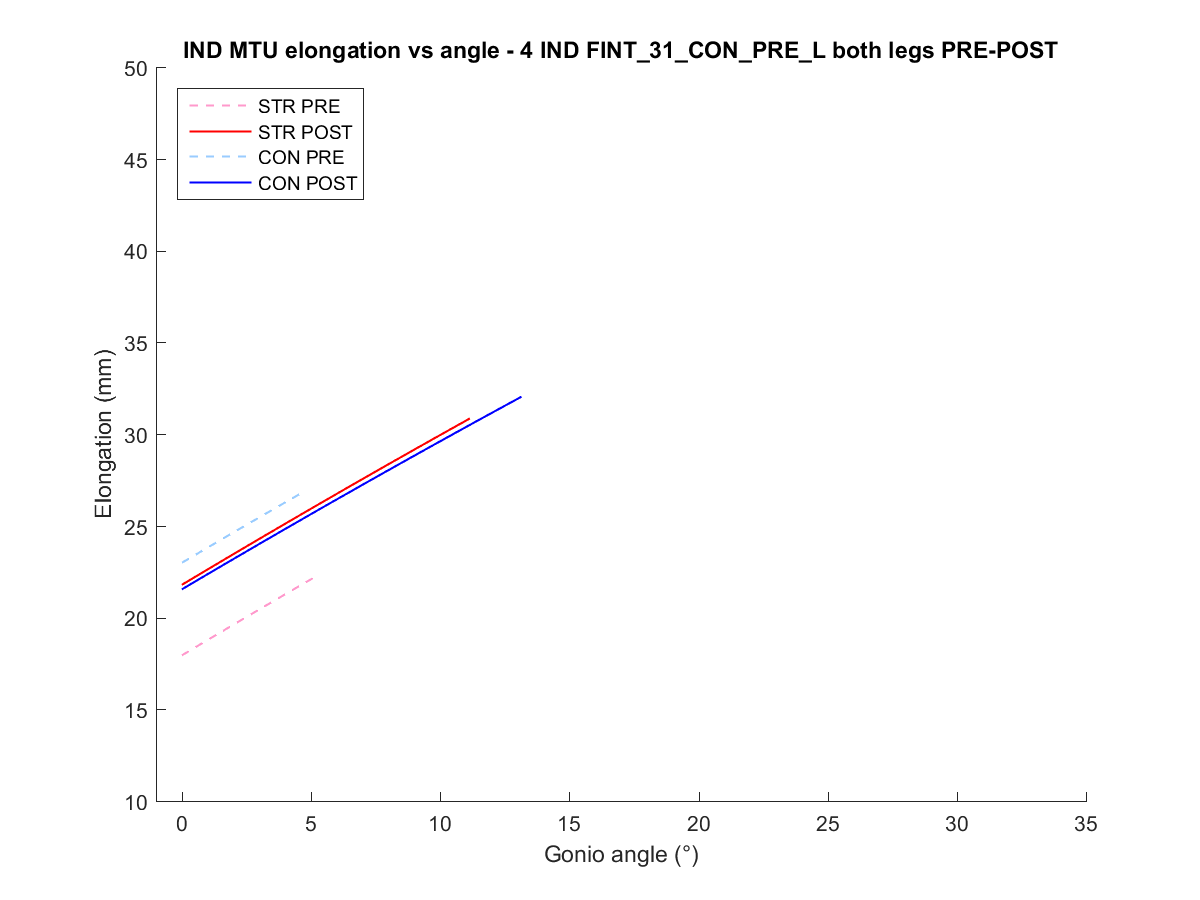 IND MTU elongation vs angle - 4 IND FINT_31_CON_PRE_L both legs PRE-POST
50
45
40
35
30
25
20
15
10
STR PRE
STR POST
CON PRE
CON POST
Elongation (mm)
0 5 10 15 20 25 30 35
Gonio angle (°)